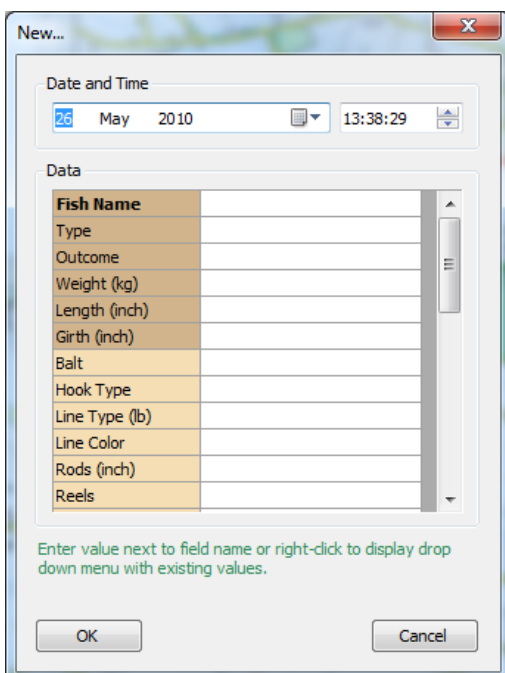 New...
Date and Time
26 May 2010 13:38:29
Data
Fish Name
Type
Outcome
Weight (kg)
Length (inch)
Girth (inch)
Balt
Hook Type
Line Type (lb)
Line Color
Rods (inch)
Reels
Enter value next to field name or right-click to display drop
down menu with existing values.
OK Cancel